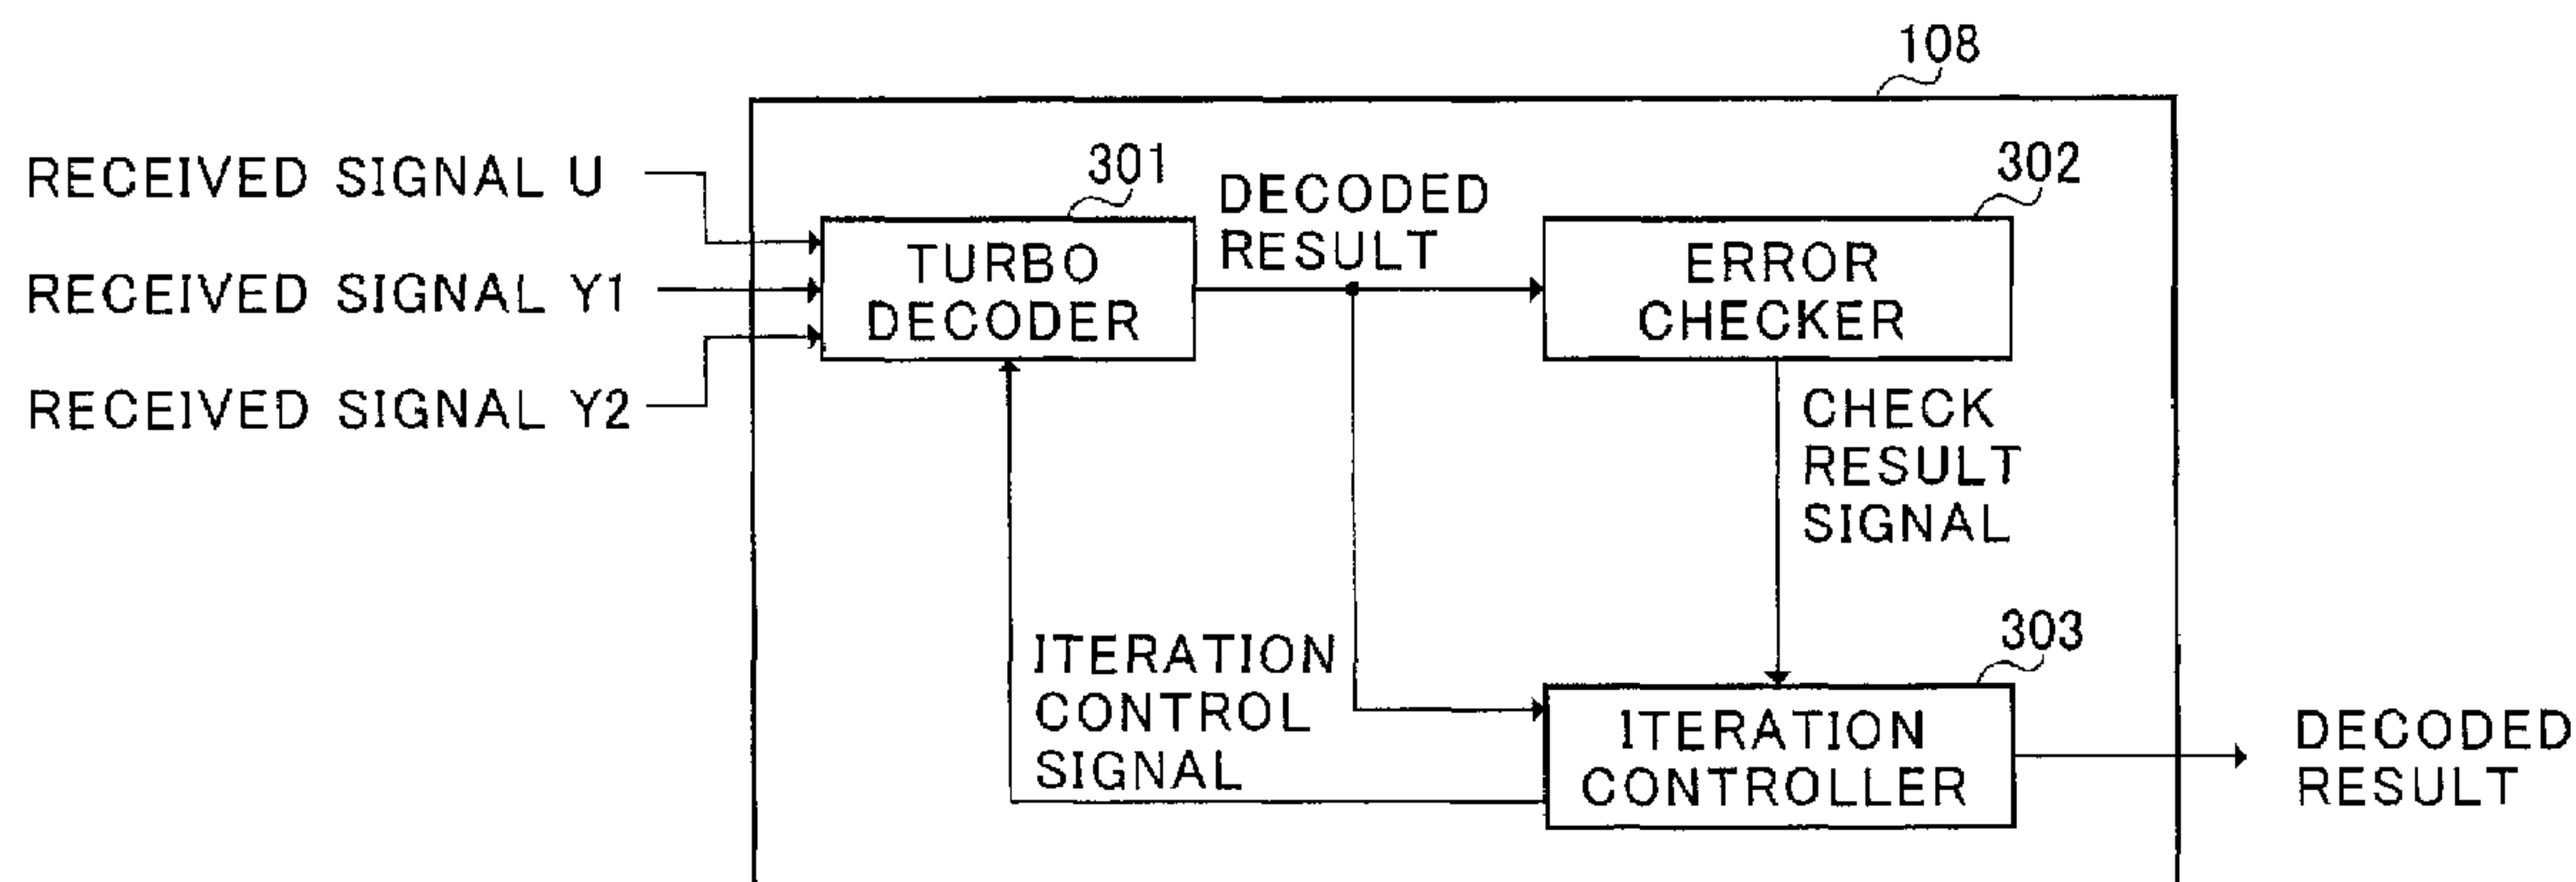 108
RECEIVED SIGNAL U
301
DECODED
RESULT
302
TURBO
DECODER
ERROR
CHECKER
RECEIVED SIGNAL Y1
RECEIVED SIGNAL Y2
CHECK
RESULT
SIGNAL
ITERATION
CONTROL
SIGNAL
303
ITERATION
CONTROLLER
DECODED
RESULT